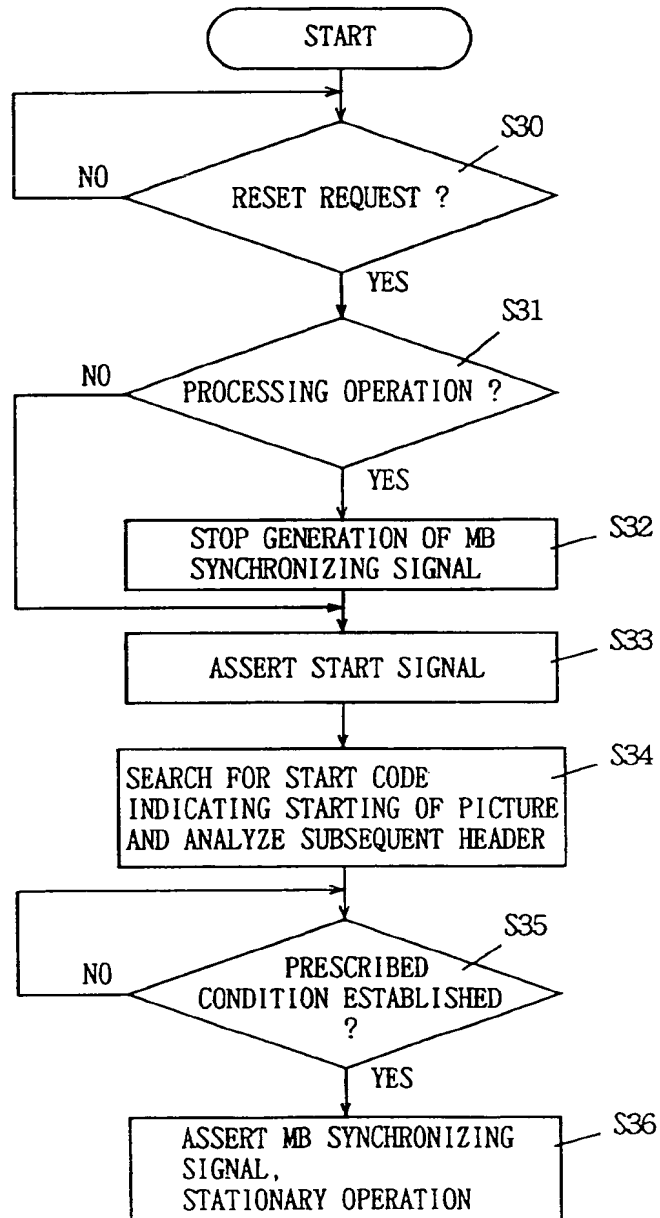 START
S30
NO
RESET REQUEST ?
YES
S31
NO
PROCESSING OPERATION ?
YES
S32
STOP GENERATION OF MB
SYNCHRONIZING SIGNAL
S33
ASSERT START SIGNAL
S34
SEARCH FOR START CODE
INDICATING STARTING OF PICTURE
AND ANALYZE SUBSEQUENT HEADER
S35
NO
PRESCRIBED
CONDITION ESTABLISHED
?
YES
S36
ASSERT MB SYNCHRONIZING
SIGNAL,
STATIONARY OPERATION